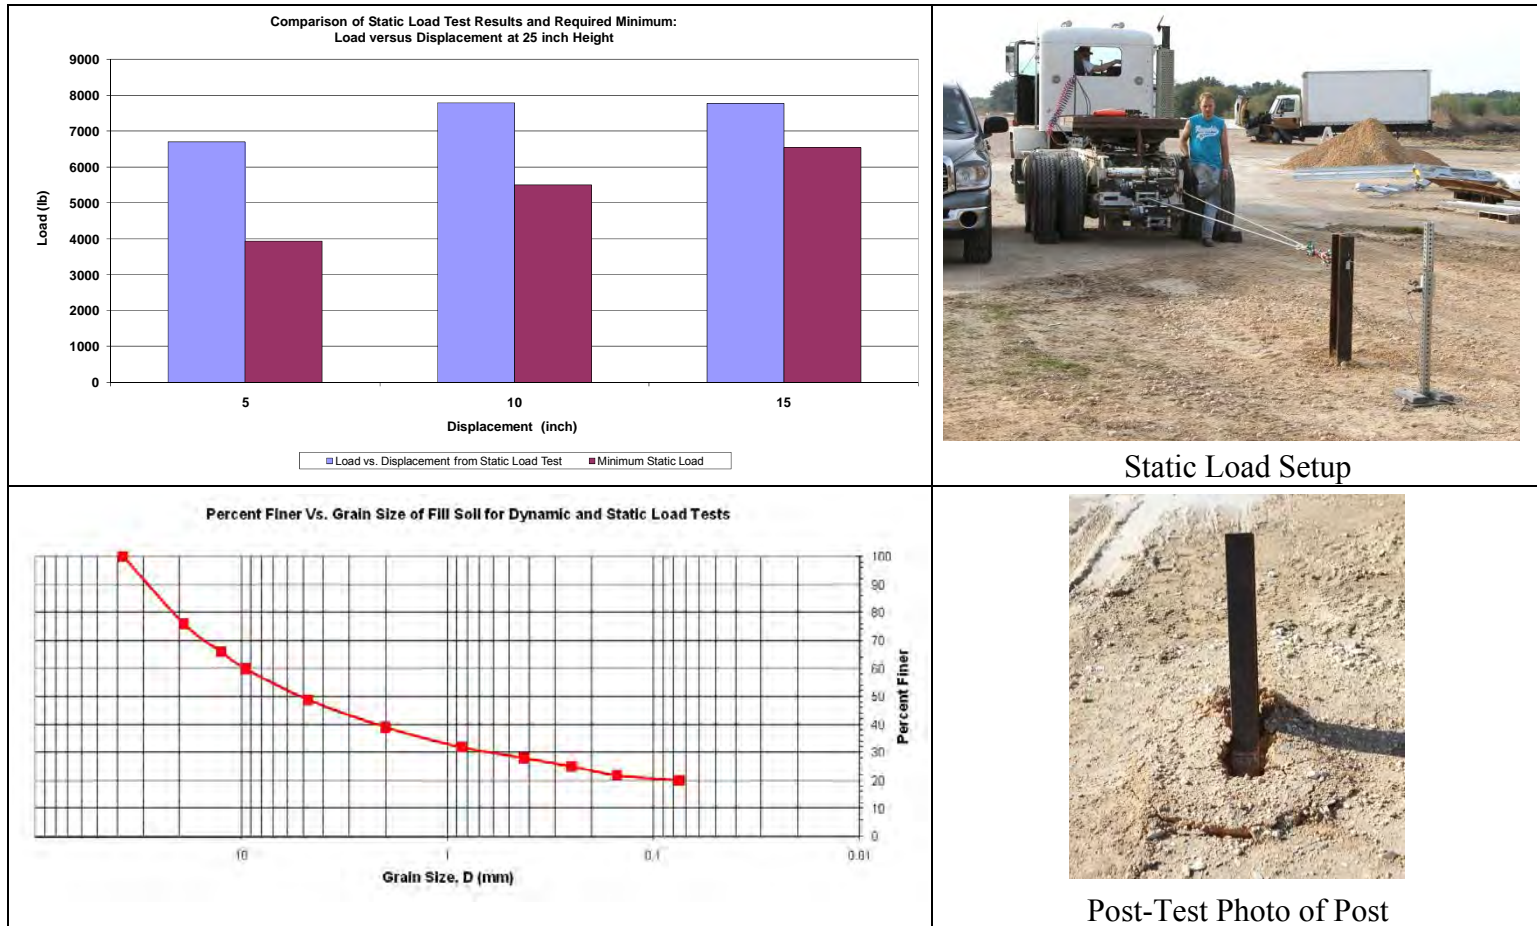 Comparison of Static Load Test Results and Required Minimum:
Load versus Displacement at 25 inch Height
9000
8000
7000
6000
5000
4000
3000
2000
1000
0
Load (lb)
5
10
15
Displacement (inch)
Load vs. Displacement from Static Load Test
Minimum Static Load
Static Load Setup
Percent Finer Vs. Grain Size of Fill Soil for Dynamic and Static Load Tests
100
90
80
70
60
50
40
30
20
10
0
Percent Finer
10
1
0.1
0.01
Grain Size, D (mm)
Post-Test Photo of Post